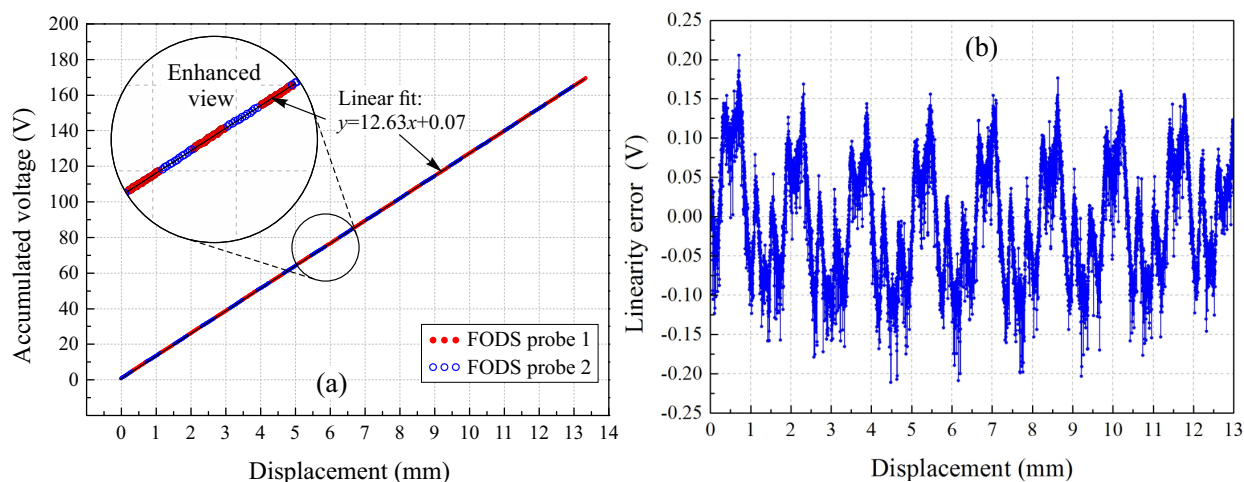 200
180
160
140
120
100
80
60
40
20
0
Accumulated voltage (V)
Enhanced
view
Linear fit:
y=12.63x+0.07
FODS probe 1
FODS probe 2
(a)
0 1 2 3 4 5 6 7 8 9 10 11 12 13 14
Displacement (mm)
0.25
0.20
0.15
0.10
0.05
0.00
-0.05
-0.10
-0.15
-0.20
-0.25
Linearity error (V)
(b)
0 1 2 3 4 5 6 7 8 9 10 11 12 13
Displacement (mm)